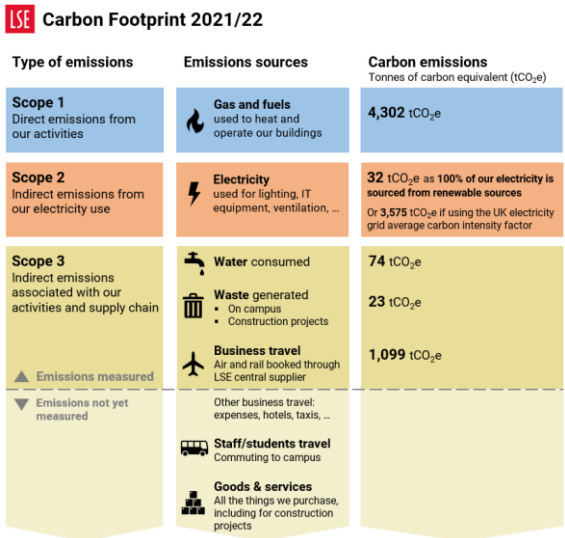 LSE Carbon Footprint 2021/22
Type of emissions
Emissions sources
Carbon emissions
Tonnes of carbon equivalent (tCO₂e)
Scope 1
Direct emissions from
our activities
Gas and fuels
used to heat and
operate our buildings
4,302 tCO₂e
Scope 2
Indirect emissions from
our electricity use
Electricity
used for lighting, IT
equipment, ventilation, ...
32 tCO₂e as 100% of our electricity is
sourced from renewable sources
Or 3,575 tCO₂e if using the UK electricity
grid average carbon intensity factor
Scope 3
Indirect emissions
associated with our
activities and supply chain
Water consumed
74 tCO₂e
Waste generated
▪ On campus
▪ Construction projects
23 tCO₂e
Business travel
Air and rail booked through
LSE central supplier
1,099 tCO₂e
Emissions measured
Emissions not yet
measured
Other business travel:
expenses, hotels, taxis, ...
Staff/students travel
Commuting to campus
Goods & services
All the things we purchase,
including for construction
projects